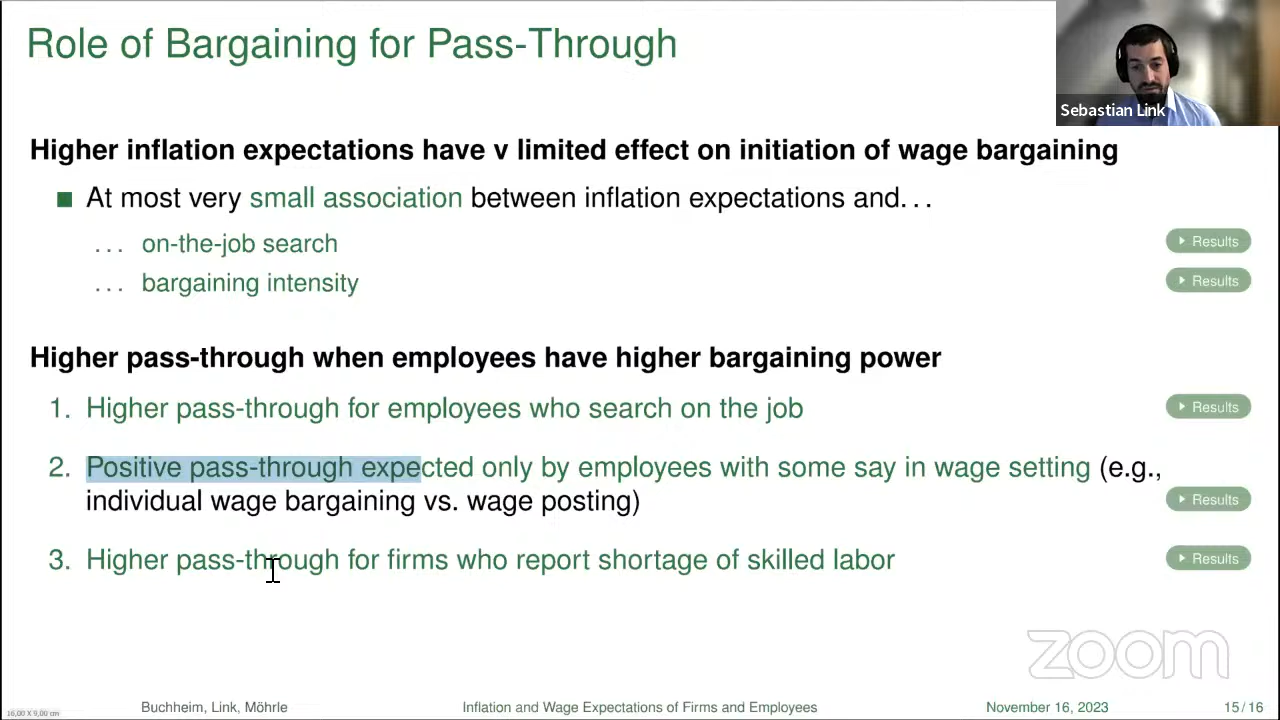 Role of Bargaining for Pass-Through
Sebastian Link
Higher inflation expectations have v limited effect on initiation of wage bargaining
At most very small association between inflation expectations and...
... on-the-job search
Results
... bargaining intensity
Results
Higher pass-through when employees have higher bargaining power
1. Higher pass-through for employees who search on the job
Results
2. Positive pass-through expected only by employees with some say in wage setting (e.g.,
individual wage bargaining vs. wage posting)
Results
3. Higher pass-through for firms who report shortage of skilled labor
Results
zoom
16,00 X 9,00 cm
Buchheim, Link, Möhrle
Inflation and Wage Expectations of Firms and Employees
November 16, 2023
15 / 16